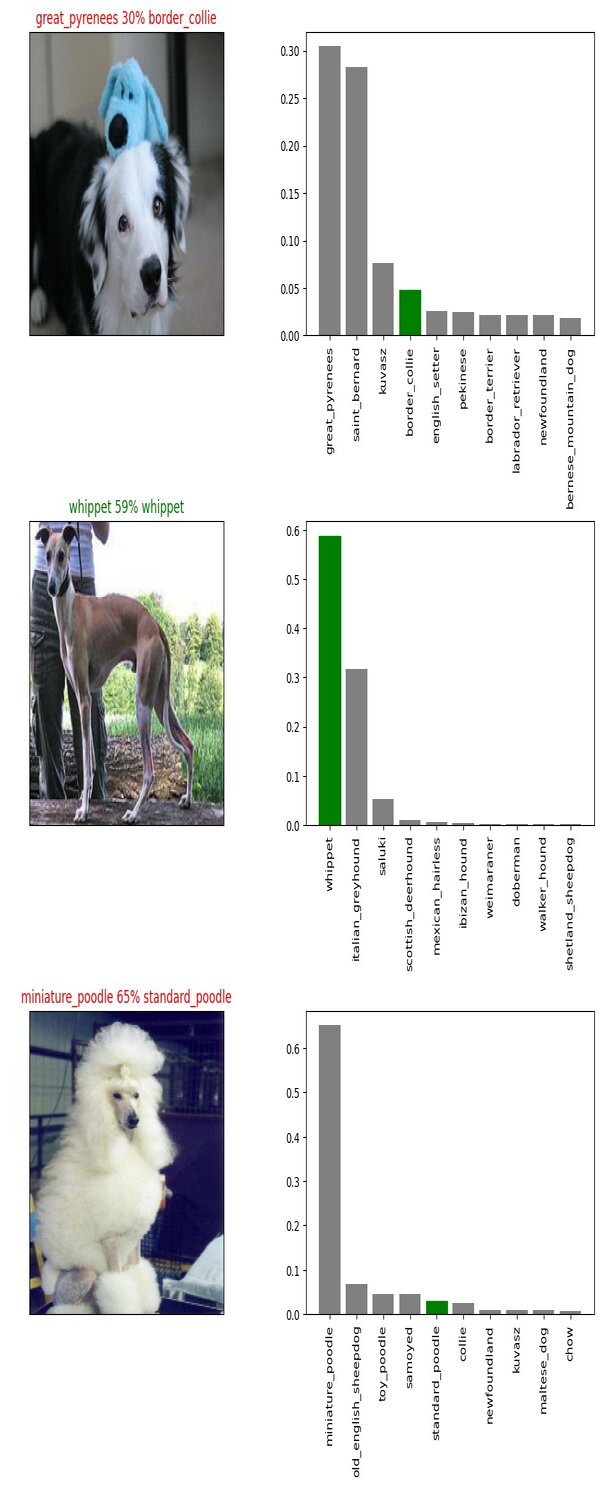 great_pyrenees 30% border_collie
0.30
0.25
0.20
0.15
0.10
0.05
0.00
great_pyrenees
saint_bernard
kuvasz
border_collie
english_setter
pekinese
border_terrier
labrador_retriever
newfoundland
bernese_mountain_dog
whippet 59% whippet
0.6
0.5
0.4
0.3
0.2
0.1
0.0
whippet
italian_greyhound
saluki
scottish_deerhound
mexican_hairless
ibizan_hound
weimaraner
doberman
walker_hound
shetland_sheepdog
miniature_poodle 65% standard_poodle
0.6
0.5
0.4
0.3
0.2
0.1
0.0
miniature_poodle
old_english_sheepdog
toy_poodle
samoyed
standard_poodle
collie
newfoundland
kuvasz
maltese_dog
chow